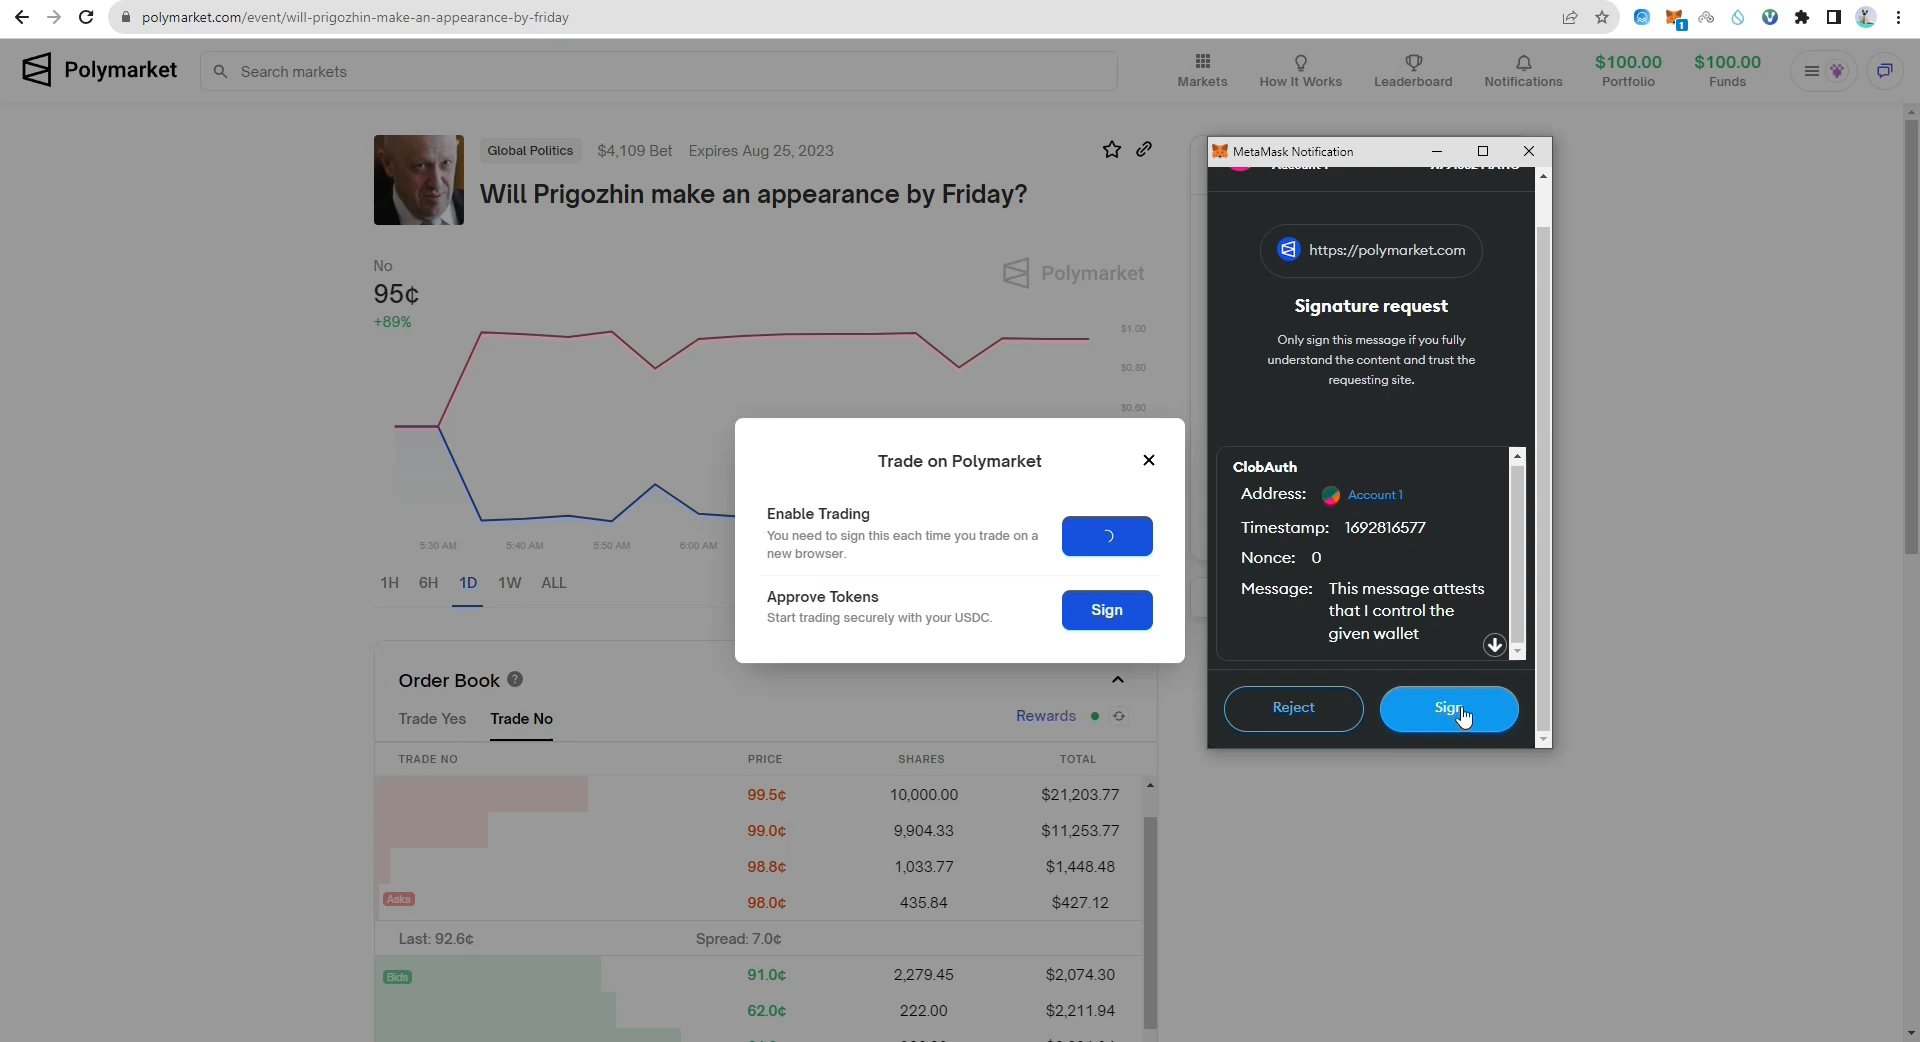 polymarket.com/event/will-prigozhin-make-an-appearance-by-friday
1
Polymarket
Search markets
Markets
How It Works
Leaderboard
Notifications
$100.00
Portfolio
$100.00
Funds
Global Politics
$4,109 Bet
Expires Aug 25, 2023
Will Prigozhin make an appearance by Friday?
No
95¢
+89%
Polymarket
$1.00
$0.80
$0.60
5:30 AM
5:40 AM
5:50 AM
6:00 AM
1H
6H
1D
1W
ALL
Trade on Polymarket
Enable Trading
You need to sign this each time you trade on a
new browser.
Approve Tokens
Start trading securely with your USDC.
Sign
MetaMask Notification
https://polymarket.com
Signature request
Only sign this message if you fully
understand the content and trust the
requesting site.
ClobAuth
Address: Account 1
Timestamp: 1692816577
Nonce: 0
Message: This message attests
that I control the
given wallet
Reject
Sign
Order Book ?
Trade Yes
Trade No
Rewards
TRADE NO PRICE SHARES TOTAL
99.5¢ 10,000.00 $21,203.77
99.0¢ 9,904.33 $11,253.77
98.8¢ 1,033.77 $1,448.48
Asks 98.0¢ 435.84 $427.12
Last: 92.6¢ Spread: 7.0¢
Bids 91.0¢ 2,279.45 $2,074.30
62.0¢ 222.00 $2,211.94